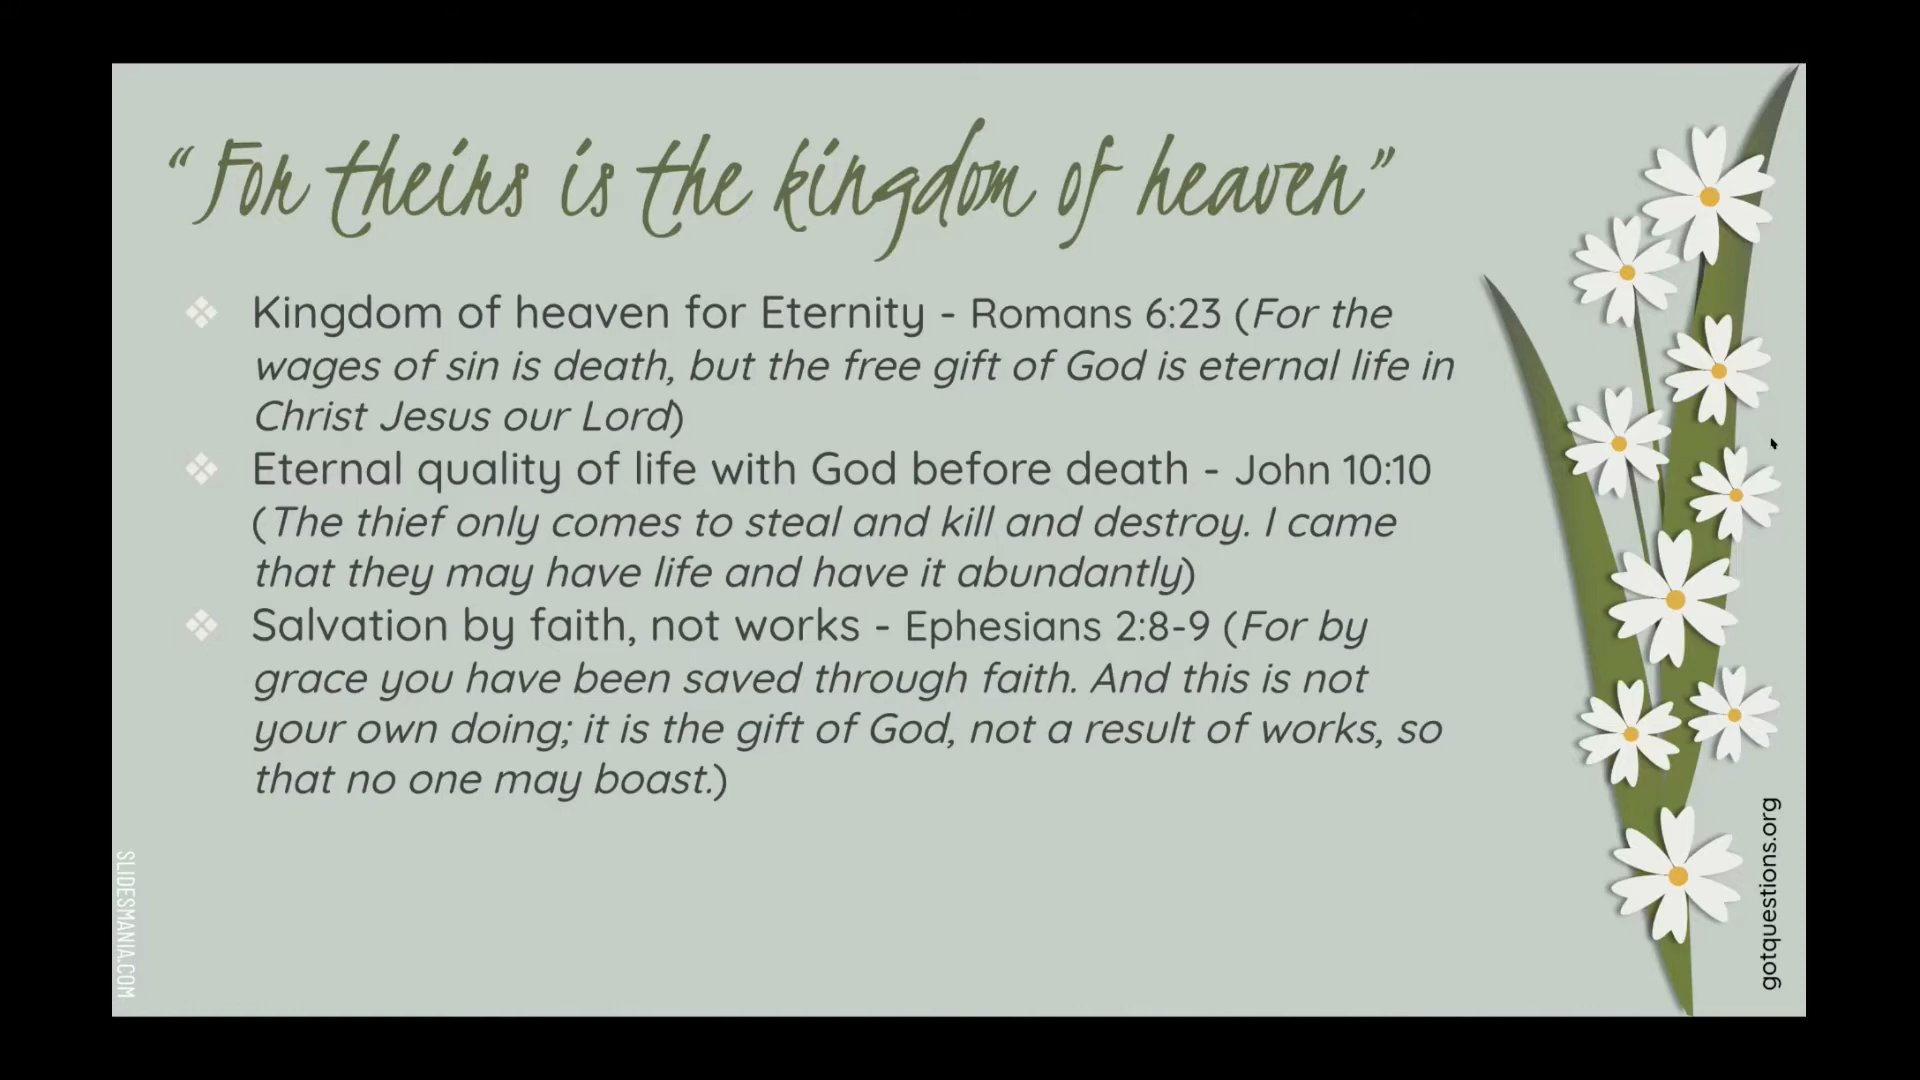 “For theirs is the kingdom of heaven”
Kingdom of heaven for Eternity - Romans 6:23 (For the
wages of sin is death, but the free gift of God is eternal life in
Christ Jesus our Lord)
Eternal quality of life with God before death - John 10:10
(The thief only comes to steal and kill and destroy. I came
that they may have life and have it abundantly)
Salvation by faith, not works - Ephesians 2:8-9 (For by
grace you have been saved through faith. And this is not
your own doing; it is the gift of God, not a result of works, so
that no one may boast.)
SLIDESMANIA.COM
gotquestions.org